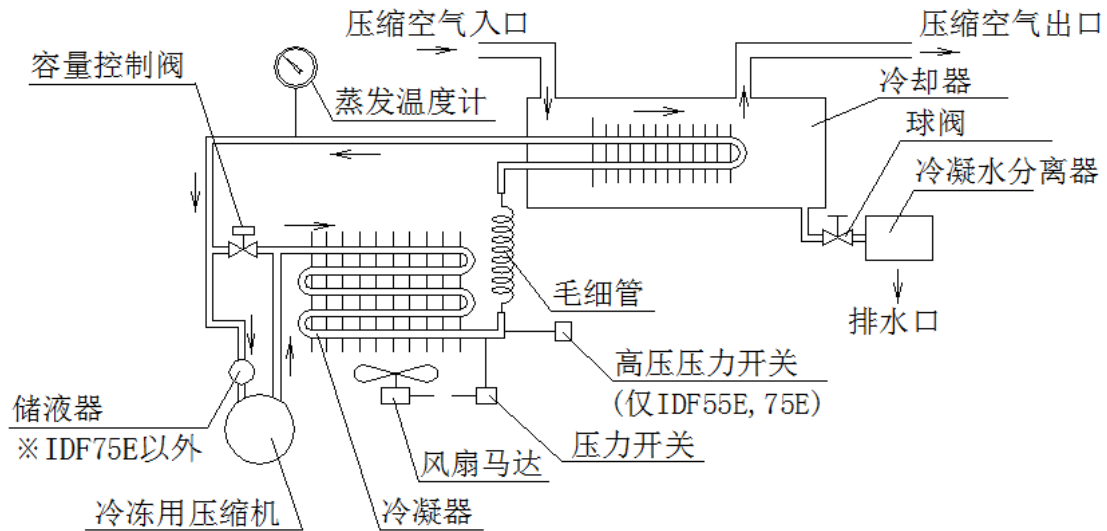 压缩空气入口
压缩空气出口
容量控制阀
蒸发温度计
冷却器
球阀
冷凝水分离器
毛细管
排水口
高压压力开关
(仅IDF55E,75E)
储液器
※IDF75E以外
压力开关
风扇马达
冷冻用压缩机
冷凝器